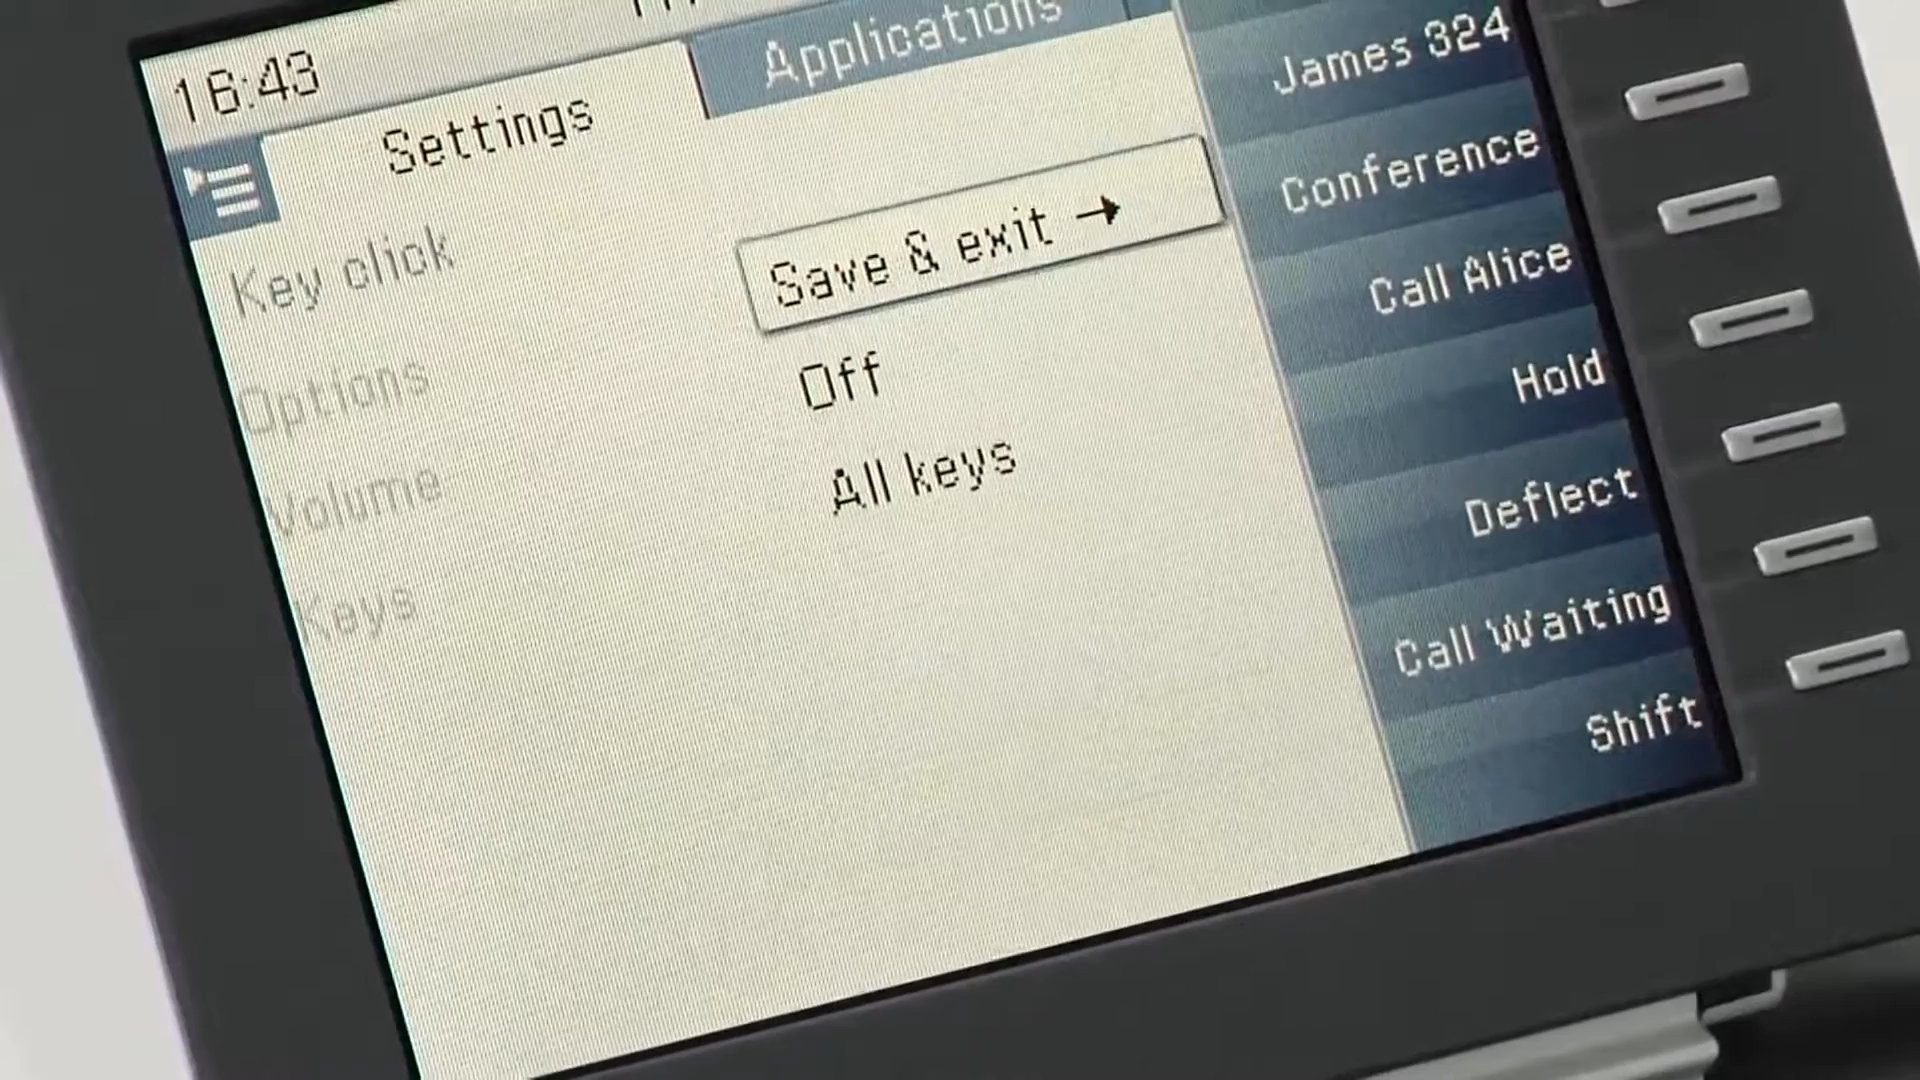 16:43
Settings
Applications
Key click
Save & exit →
Options
Off
Volume
All keys
Keys
James 324
Conference
Call Alice
Hold
Deflect
Call Waiting
Shift